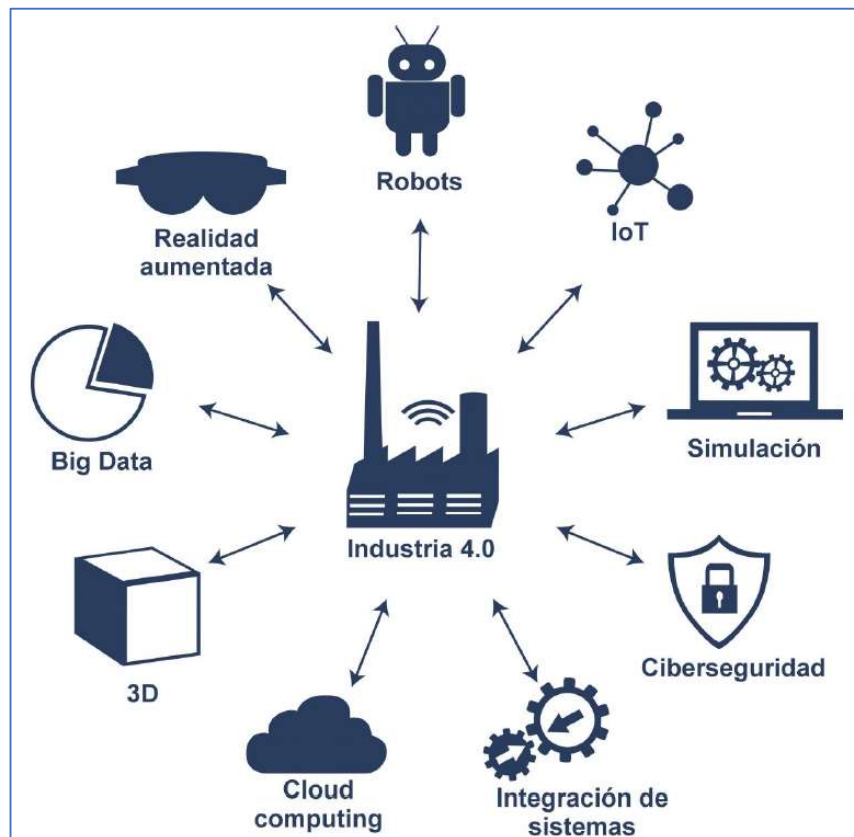 Robots
IoT
Realidad
aumentada
Simulación
Big Data
Industria 4.0
Ciberseguridad
3D
Cloud
computing
Integración de
sistemas